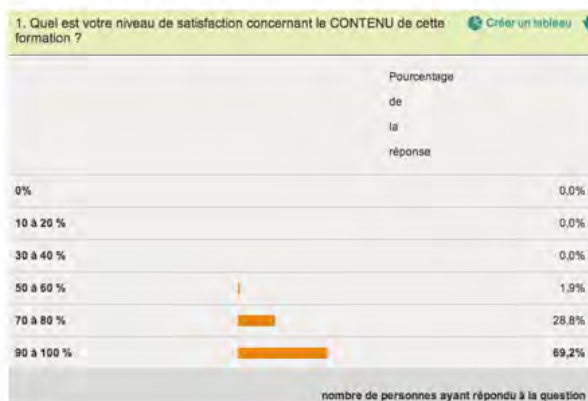 1. Quel est votre niveau de satisfaction concernant le CONTENU de cette
formation ?
Créer un tableau
Pourcentage
de
la
réponse
0% 0,0%
10 à 20 % 0,0%
30 à 40 % 0,0%
50 à 60 % 1,9%
70 à 80 % 28,8%
90 à 100 % 69,2%
nombre de personnes ayant répondu à la question